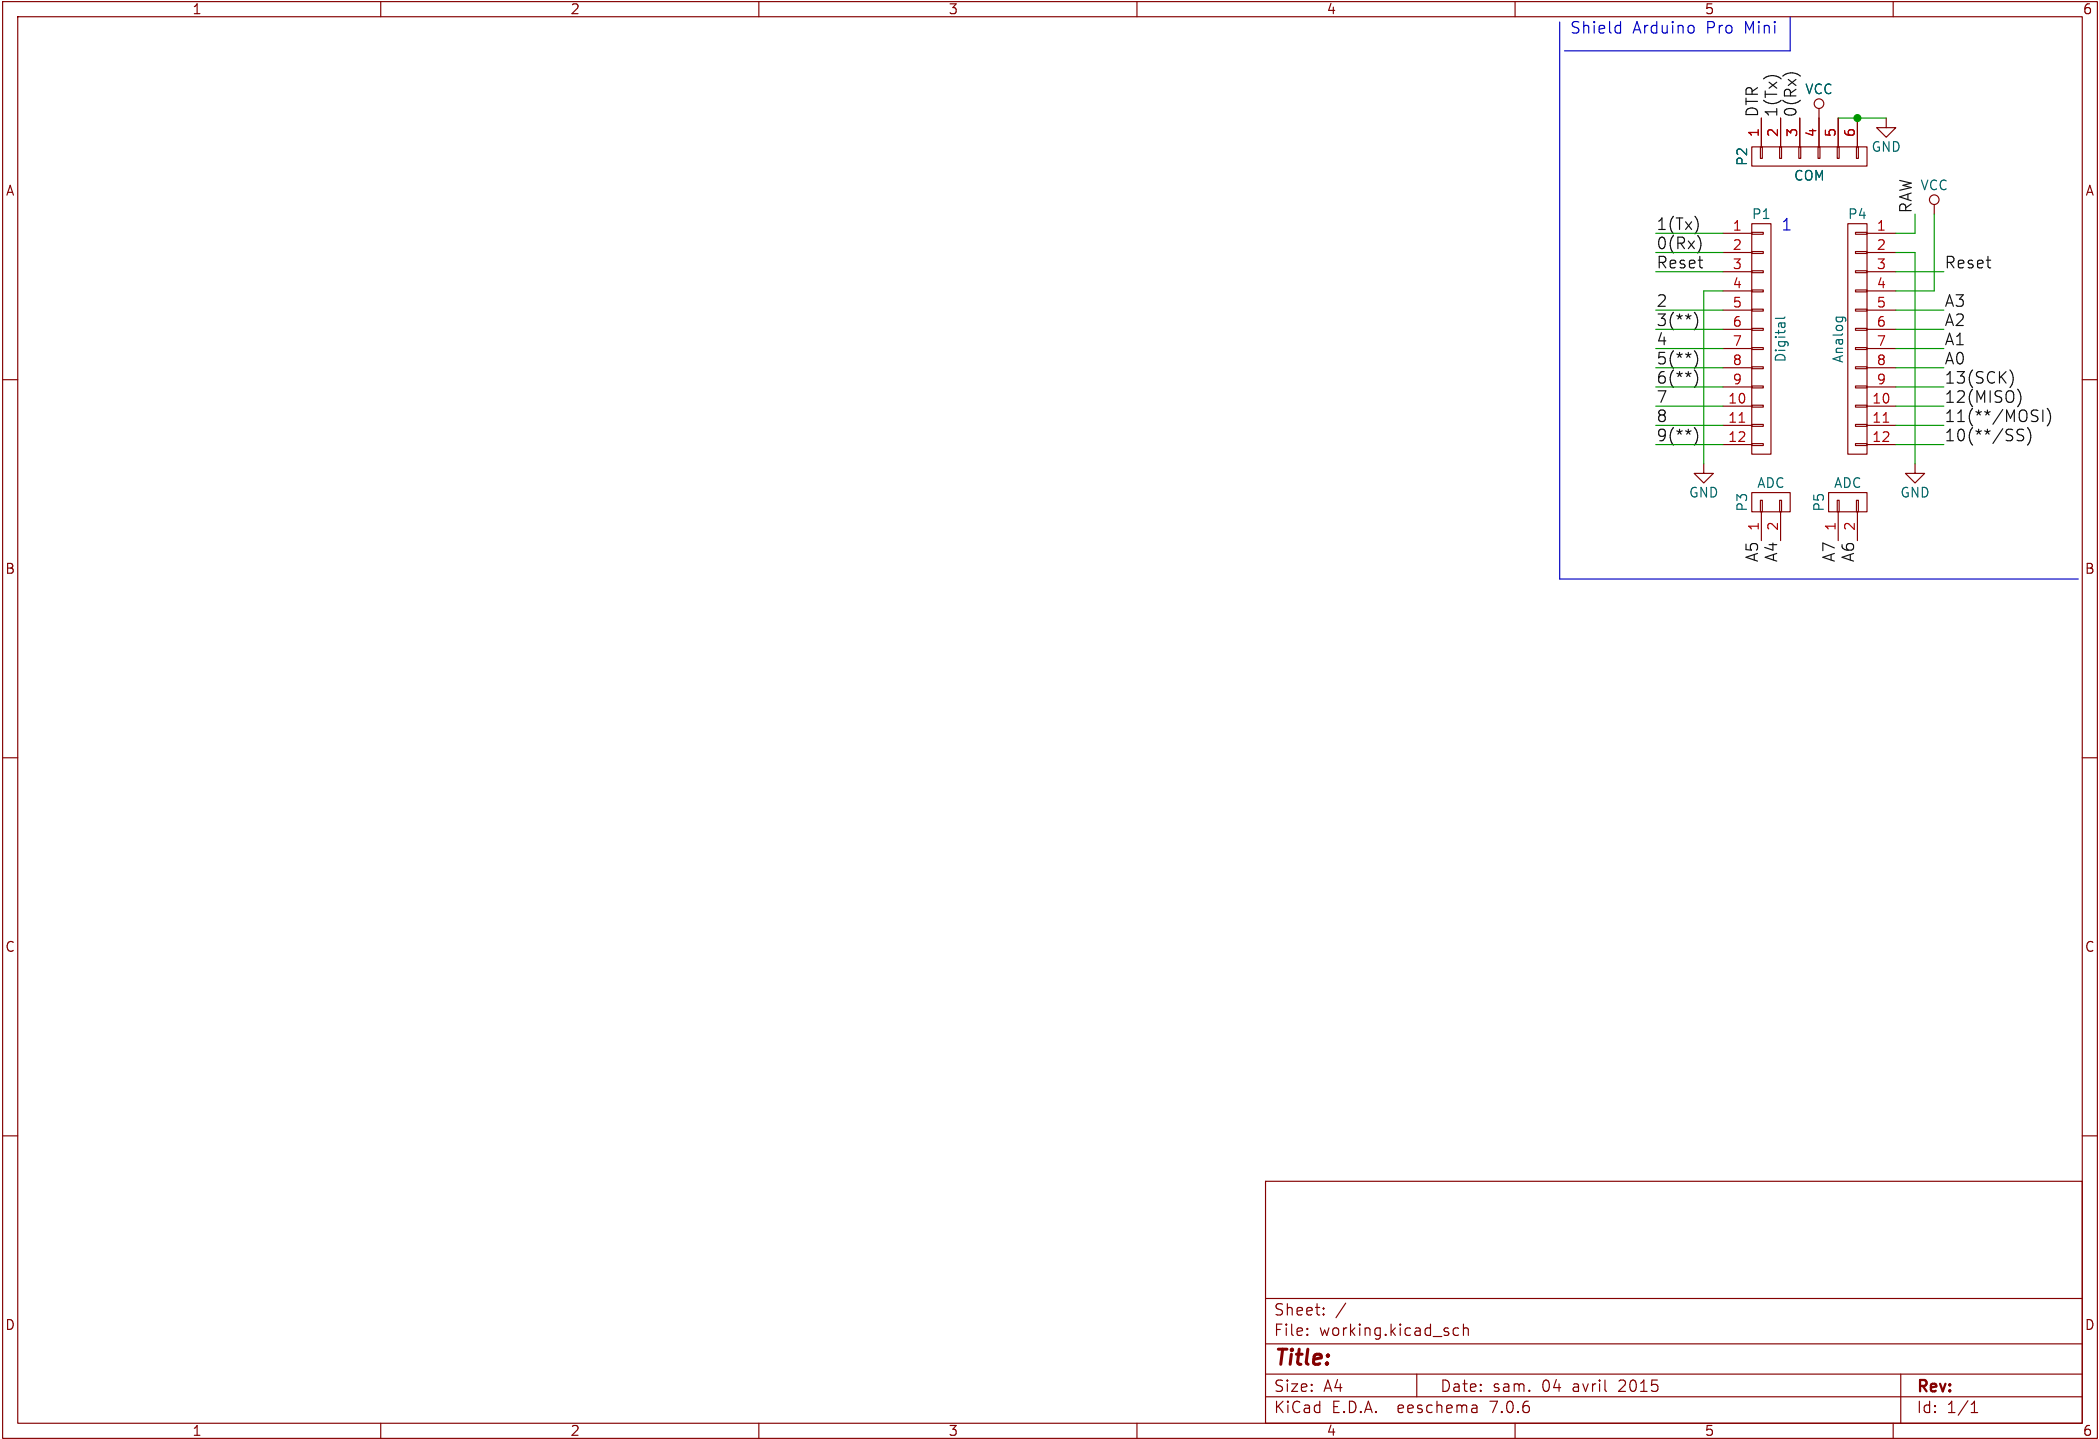 1 2 3 4 5 6
Shield Arduino Pro Mini
DTR
1(Tx)
0(Rx)
VCC
1 2 3 4 5 6
GND
P2
COM
A
A
RAW
VCC
P1
1
P4
1(Tx) 1
0(Rx) 2
Reset 3
4
2 5
3(**) 6
4 7
5(**) 8
6(**) 9
7 10
8 11
9(**) 12
Digital
Analog
1
2
3 Reset
4
5 A3
6 A2
7 A1
8 A0
9 13(SCK)
10 12(MISO)
11 11(**/MOSI)
12 10(**/SS)
GND
GND
ADC
P3
1 2
A5
A4
ADC
P5
1 2
A7
A6
B
B
C
C
D
D
Sheet: /
File: working.kicad_sch
Title:
Size: A4
Date: sam. 04 avril 2015
Rev:
KiCad E.D.A. eeschema 7.0.6
Id: 1/1
1 2 3 4 5 6